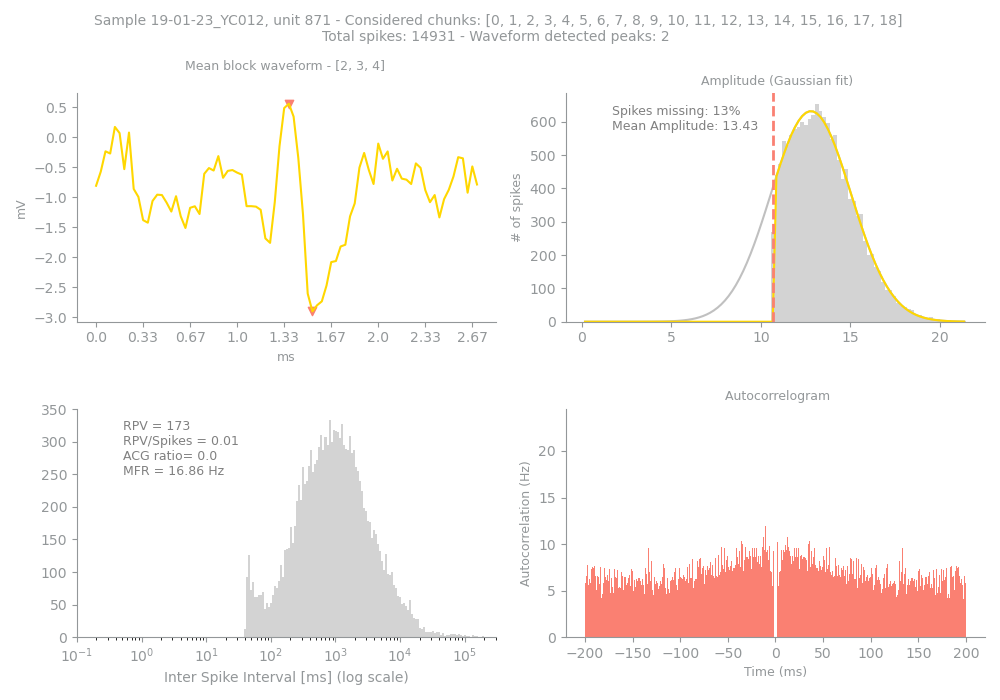 Sample 19-01-23_YC012, unit 871 - Considered chunks: [0, 1, 2, 3, 4, 5, 6, 7, 8, 9, 10, 11, 12, 13, 14, 15, 16, 17, 18]
Total spikes: 14931 - Waveform detected peaks: 2
Mean block waveform - [2, 3, 4]
0.5
0.0
−0.5
−1.0
−1.5
−2.0
−2.5
−3.0
mV
0.0 0.33 0.67 1.0 1.33 1.67 2.0 2.33 2.67
ms
Amplitude (Gaussian fit)
Spikes missing: 13%
Mean Amplitude: 13.43
600
500
400
300
200
100
0
# of spikes
0 5 10 15 20
350
300
250
200
150
100
50
0
RPV = 173
RPV/Spikes = 0.01
ACG ratio= 0.0
MFR = 16.86 Hz
10⁻¹ 10⁰ 10¹ 10² 10³ 10⁴ 10⁵
Inter Spike Interval [ms] (log scale)
Autocorrelogram
20
15
10
5
0
Autocorrelation (Hz)
−200 −150 −100 −50 0 50 100 150 200
Time (ms)